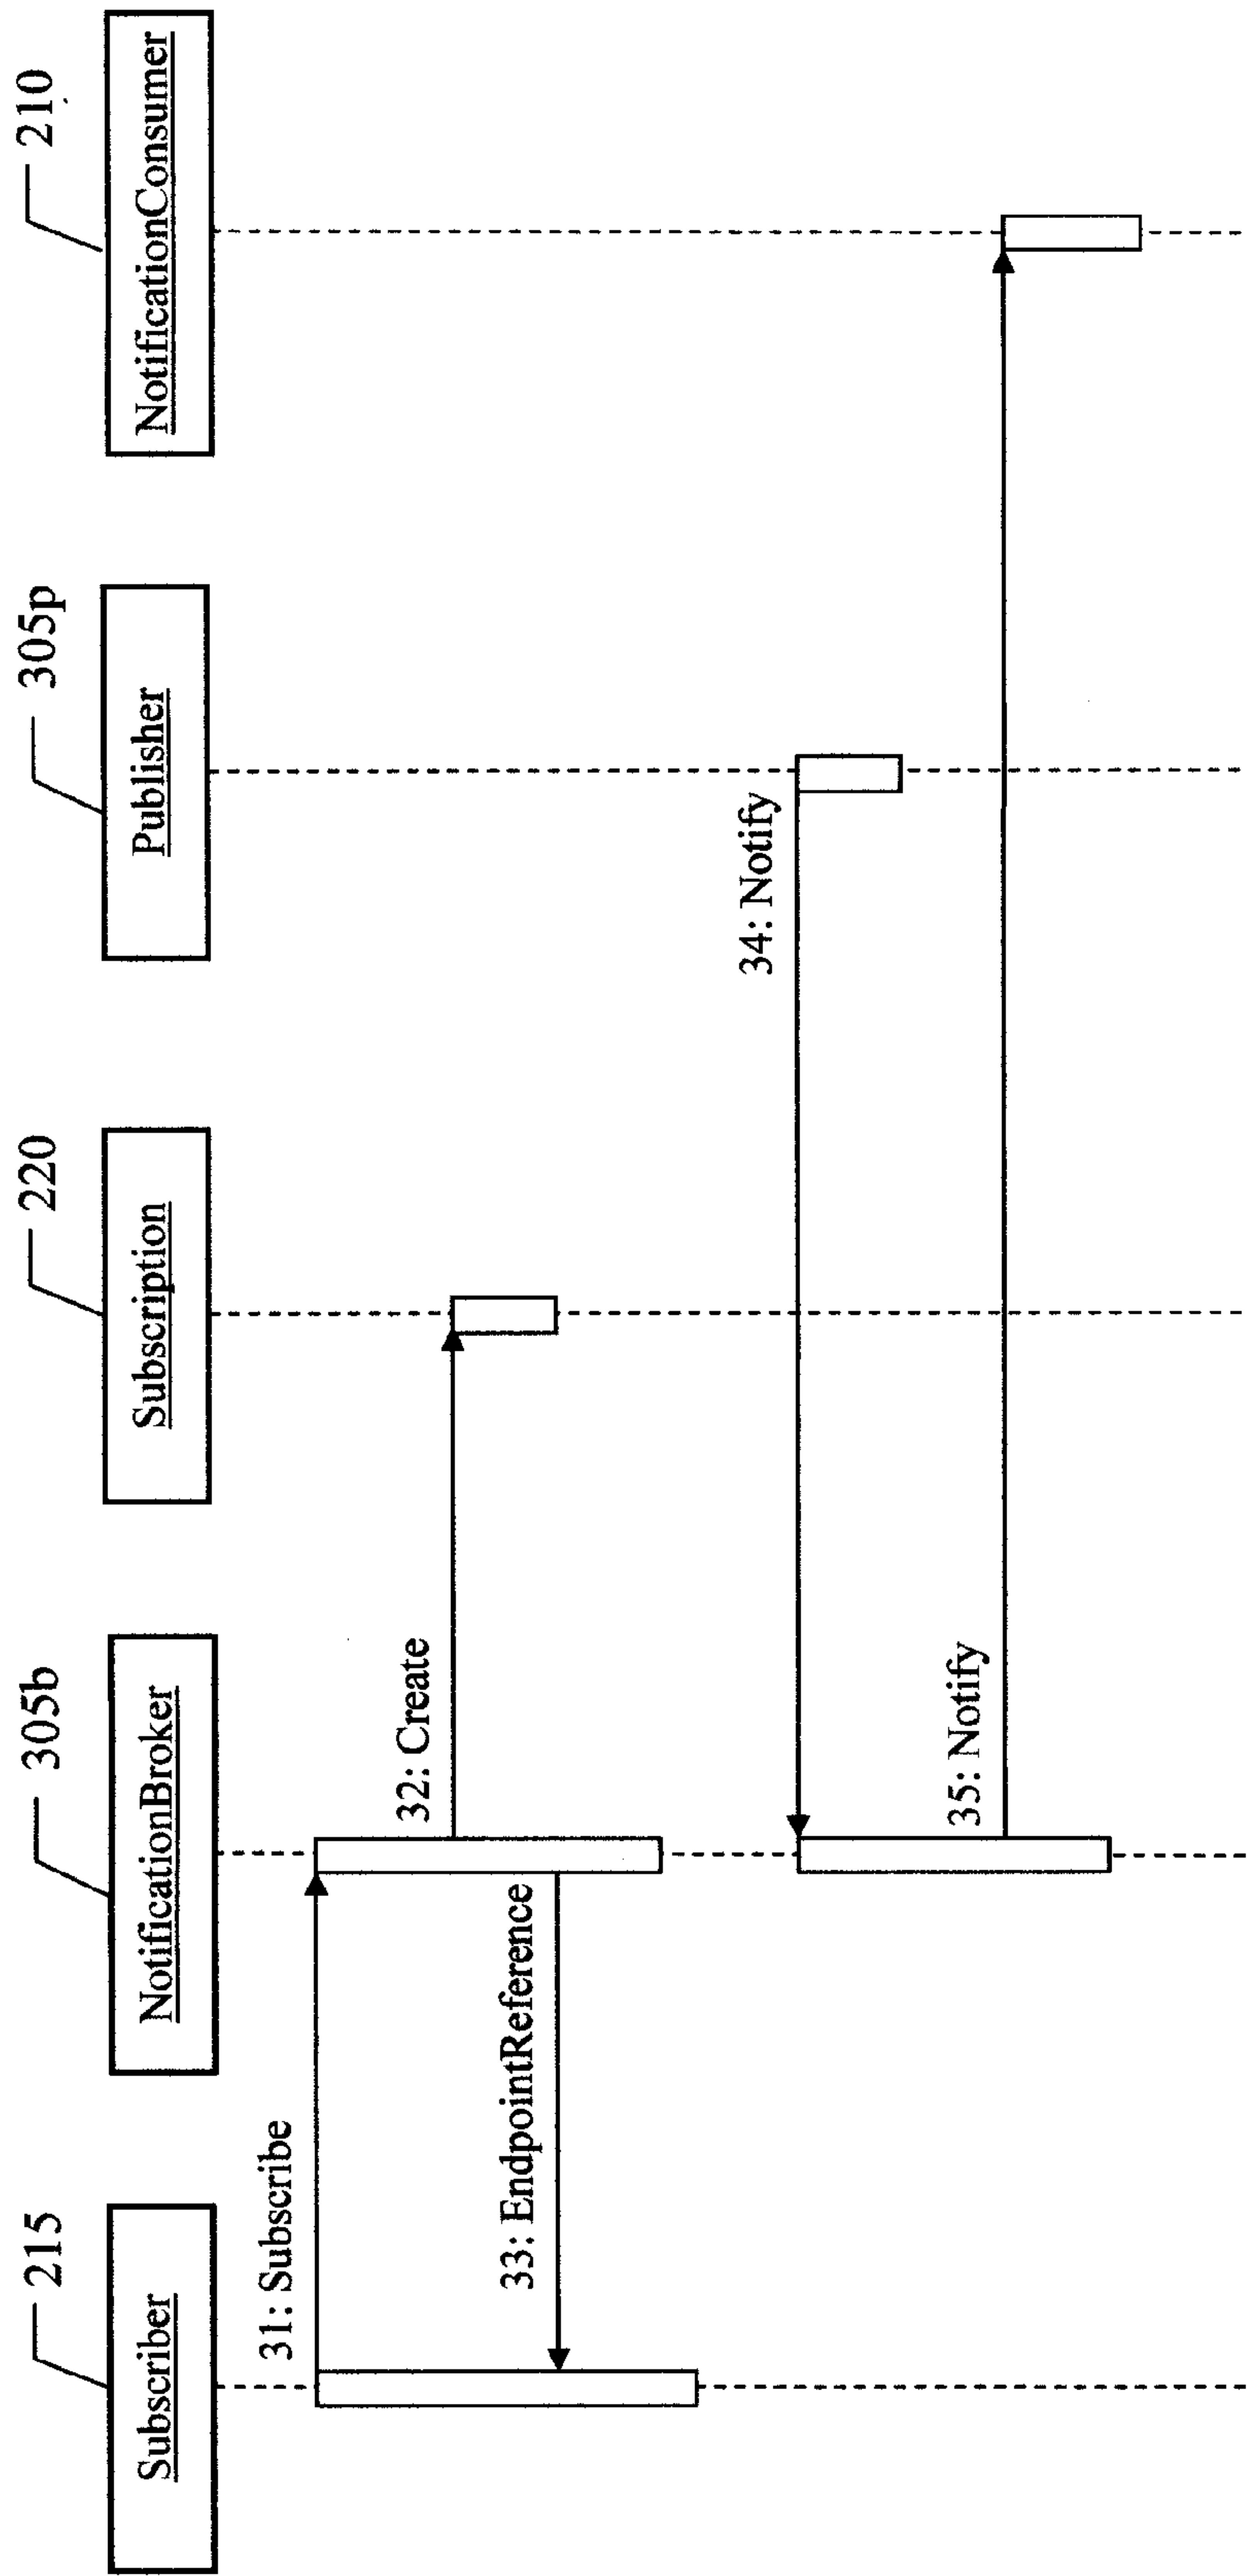 215
305b
220
305p
210
Subscriber
NotificationBroker
Subscription
Publisher
NotificationConsumer
31: Subscribe
32: Create
33: EndpointReference
34: Notify
35: Notify